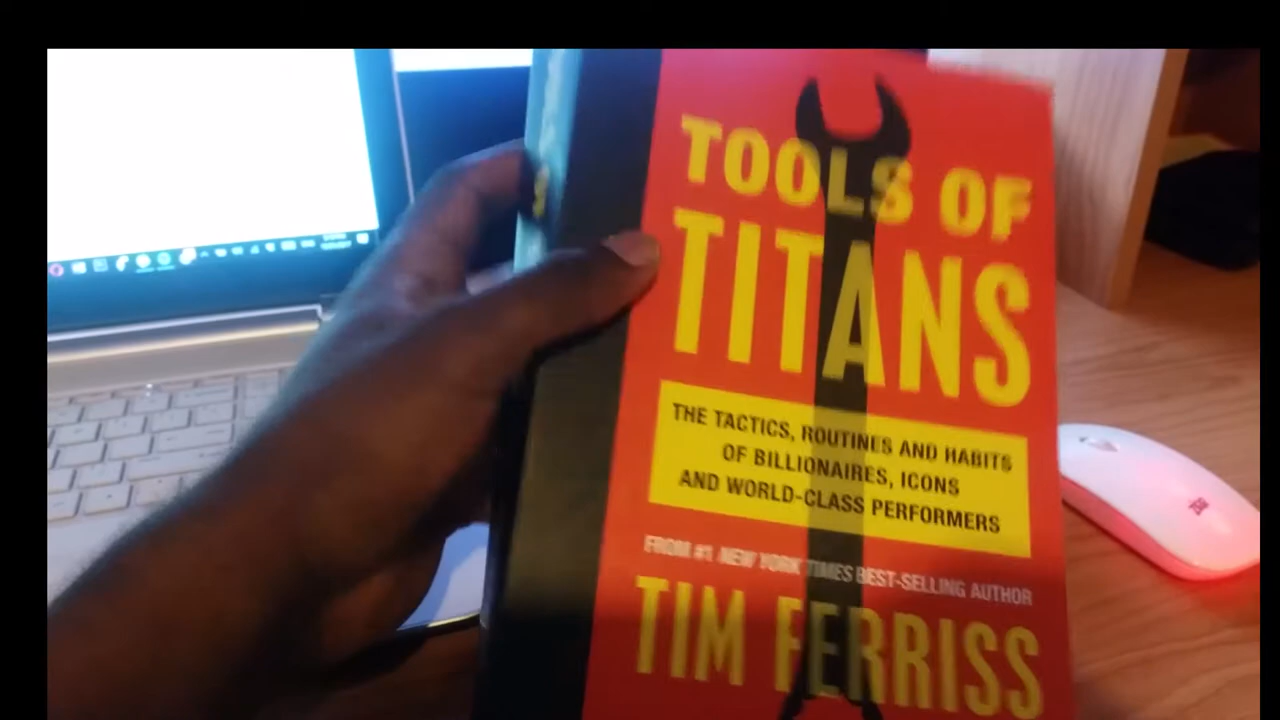 TOOLS OF
TITANS
THE TACTICS, ROUTINES AND HABITS
OF BILLIONAIRES, ICONS
AND WORLD-CLASS PERFORMERS
FROM #1 NEW YORK TIMES BEST-SELLING AUTHOR
TIM FERRISS